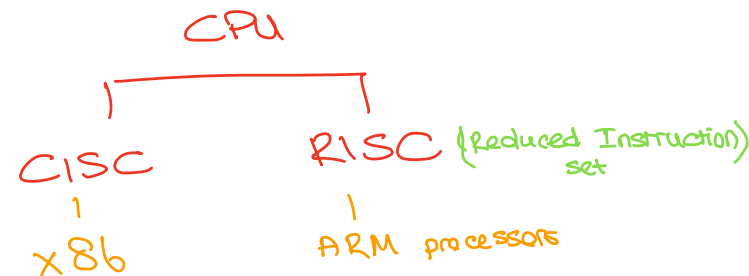 CPU
CISC
RISC (Reduced Instruction)
set
x86
ARM processors